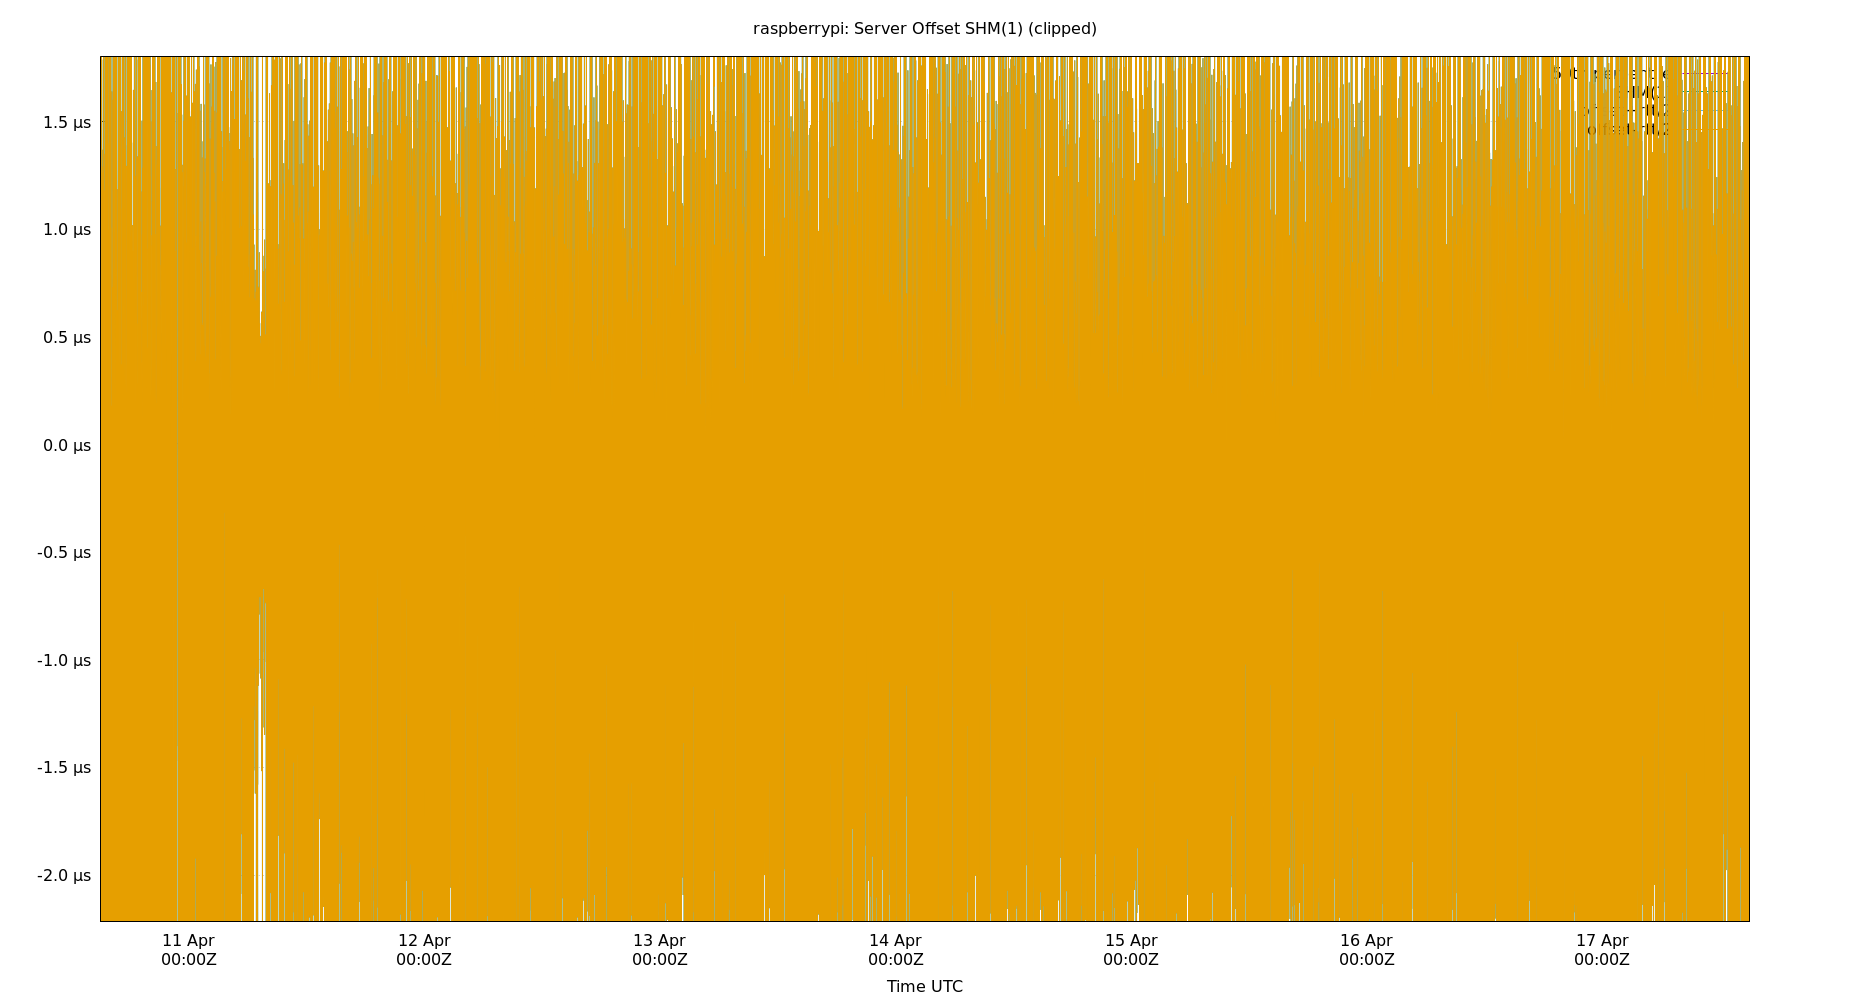 raspberrypi: Server Offset SHM(1) (clipped)
1.5 µs
1.0 µs
0.5 µs
0.0 µs
-0.5 µs
-1.0 µs
-1.5 µs
-2.0 µs
11 Apr
00:00Z
12 Apr
00:00Z
13 Apr
00:00Z
14 Apr
00:00Z
15 Apr
00:00Z
16 Apr
00:00Z
17 Apr
00:00Z
Time UTC